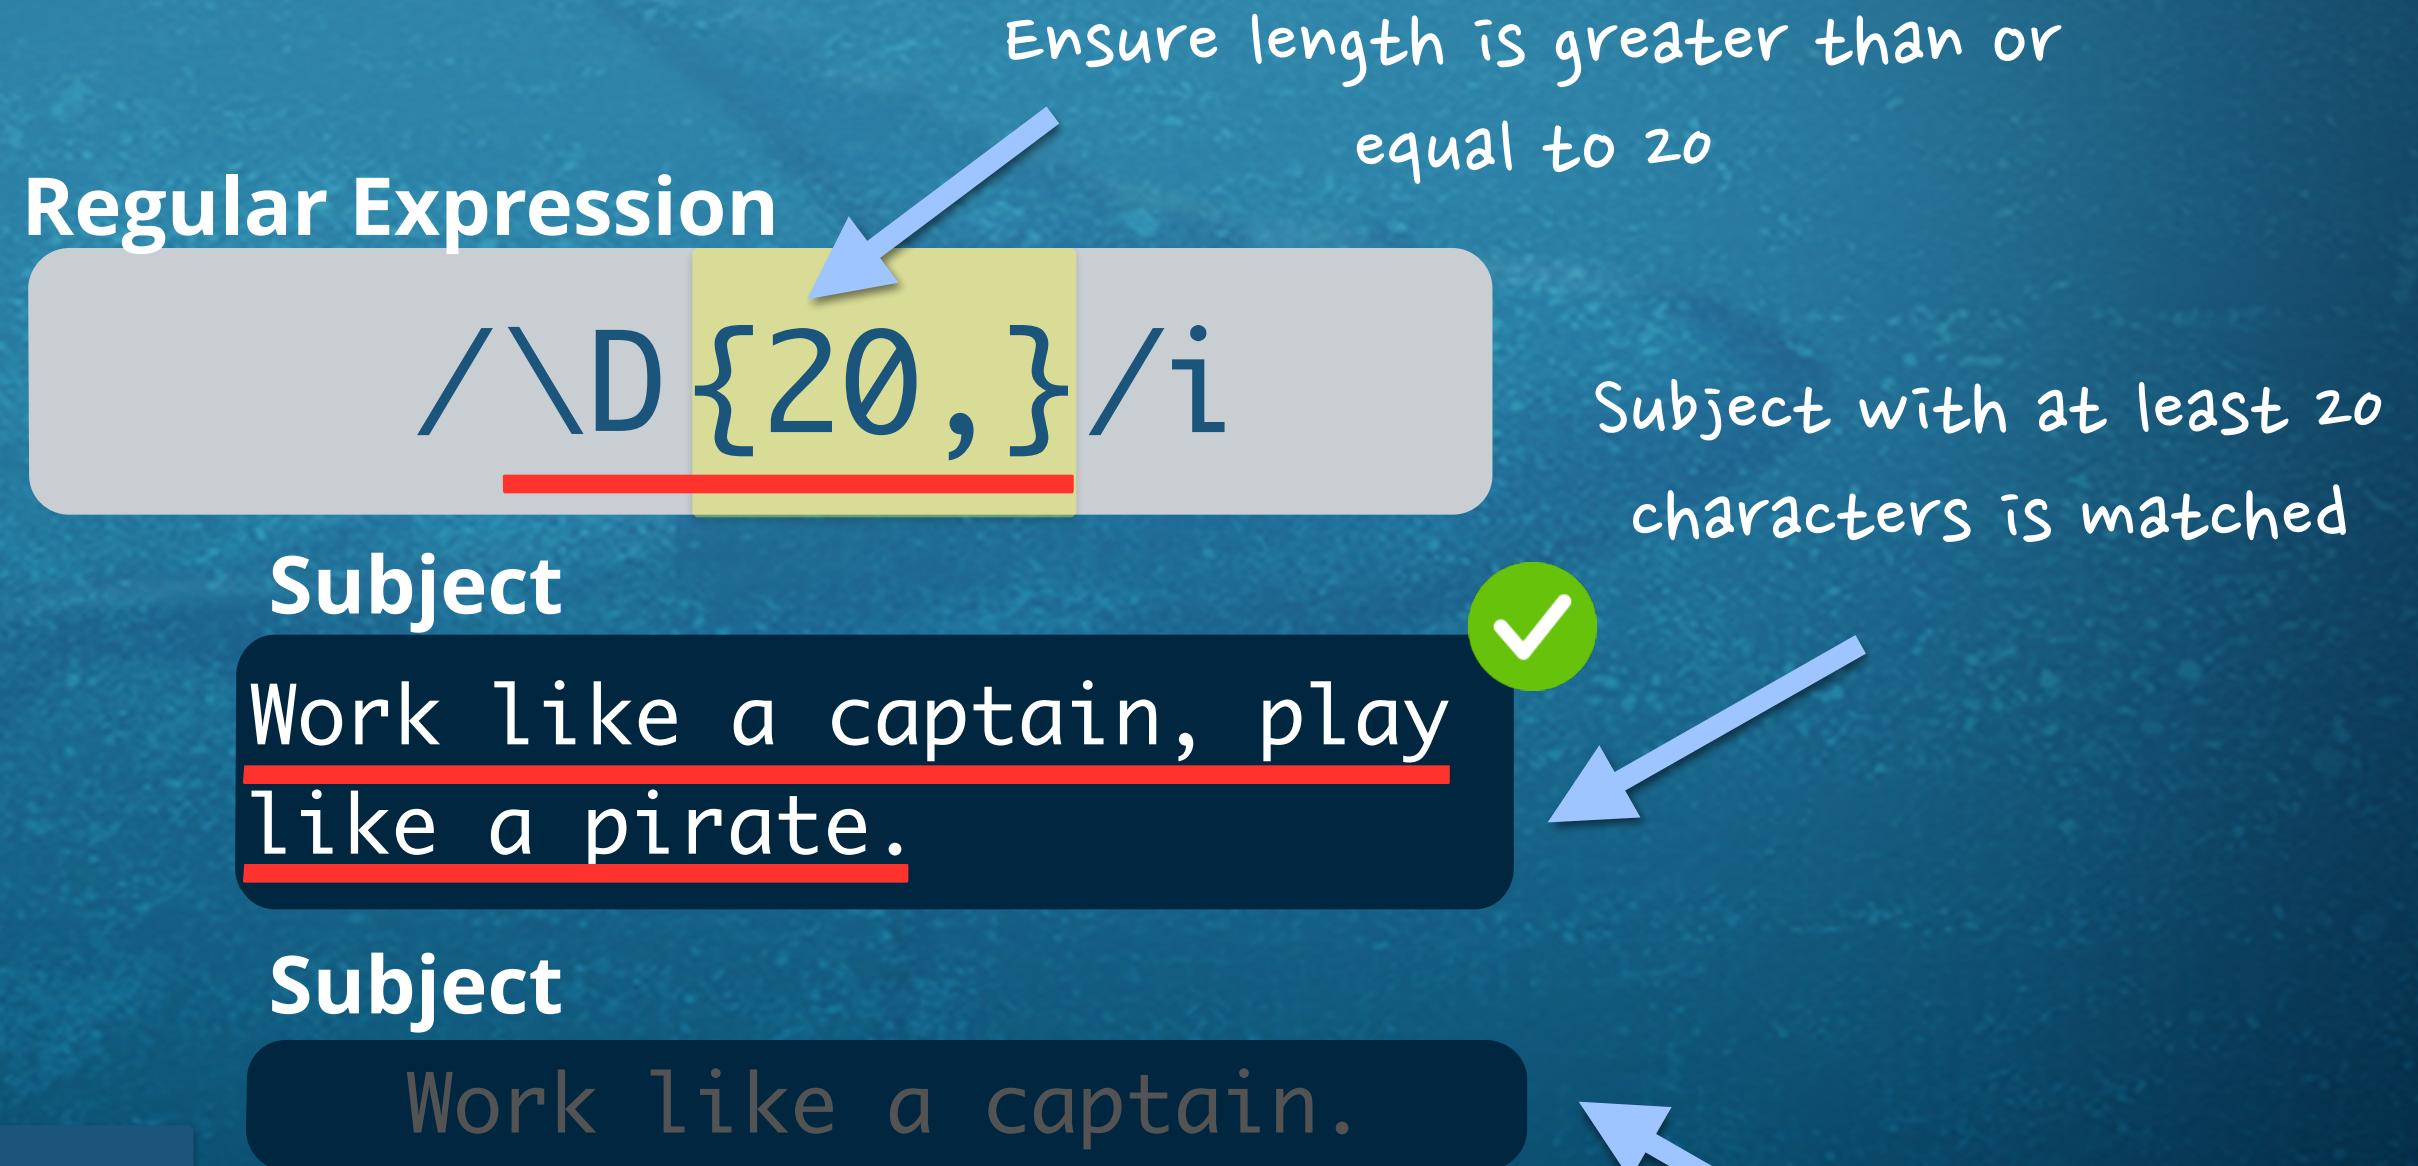 Ensure length is greater than or
equal to 20
Regular Expression
/\D{20,}/i
Subject with at least 20
characters is matched
Subject
Work like a captain, play
like a pirate.
Subject
Work like a captain.